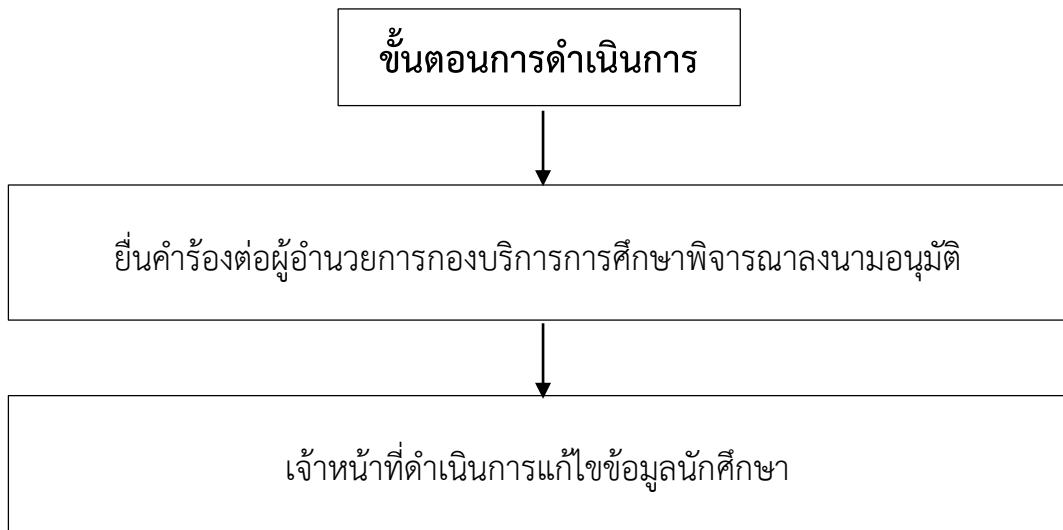 ขั้นตอนการดำเนินการ
ยื่นคำร้องต่อผู้อำนวยการกองบริการการศึกษาพิจารณาลงนามอนุมัติ
เจ้าหน้าที่ดำเนินการแก้ไขข้อมูลนักศึกษา